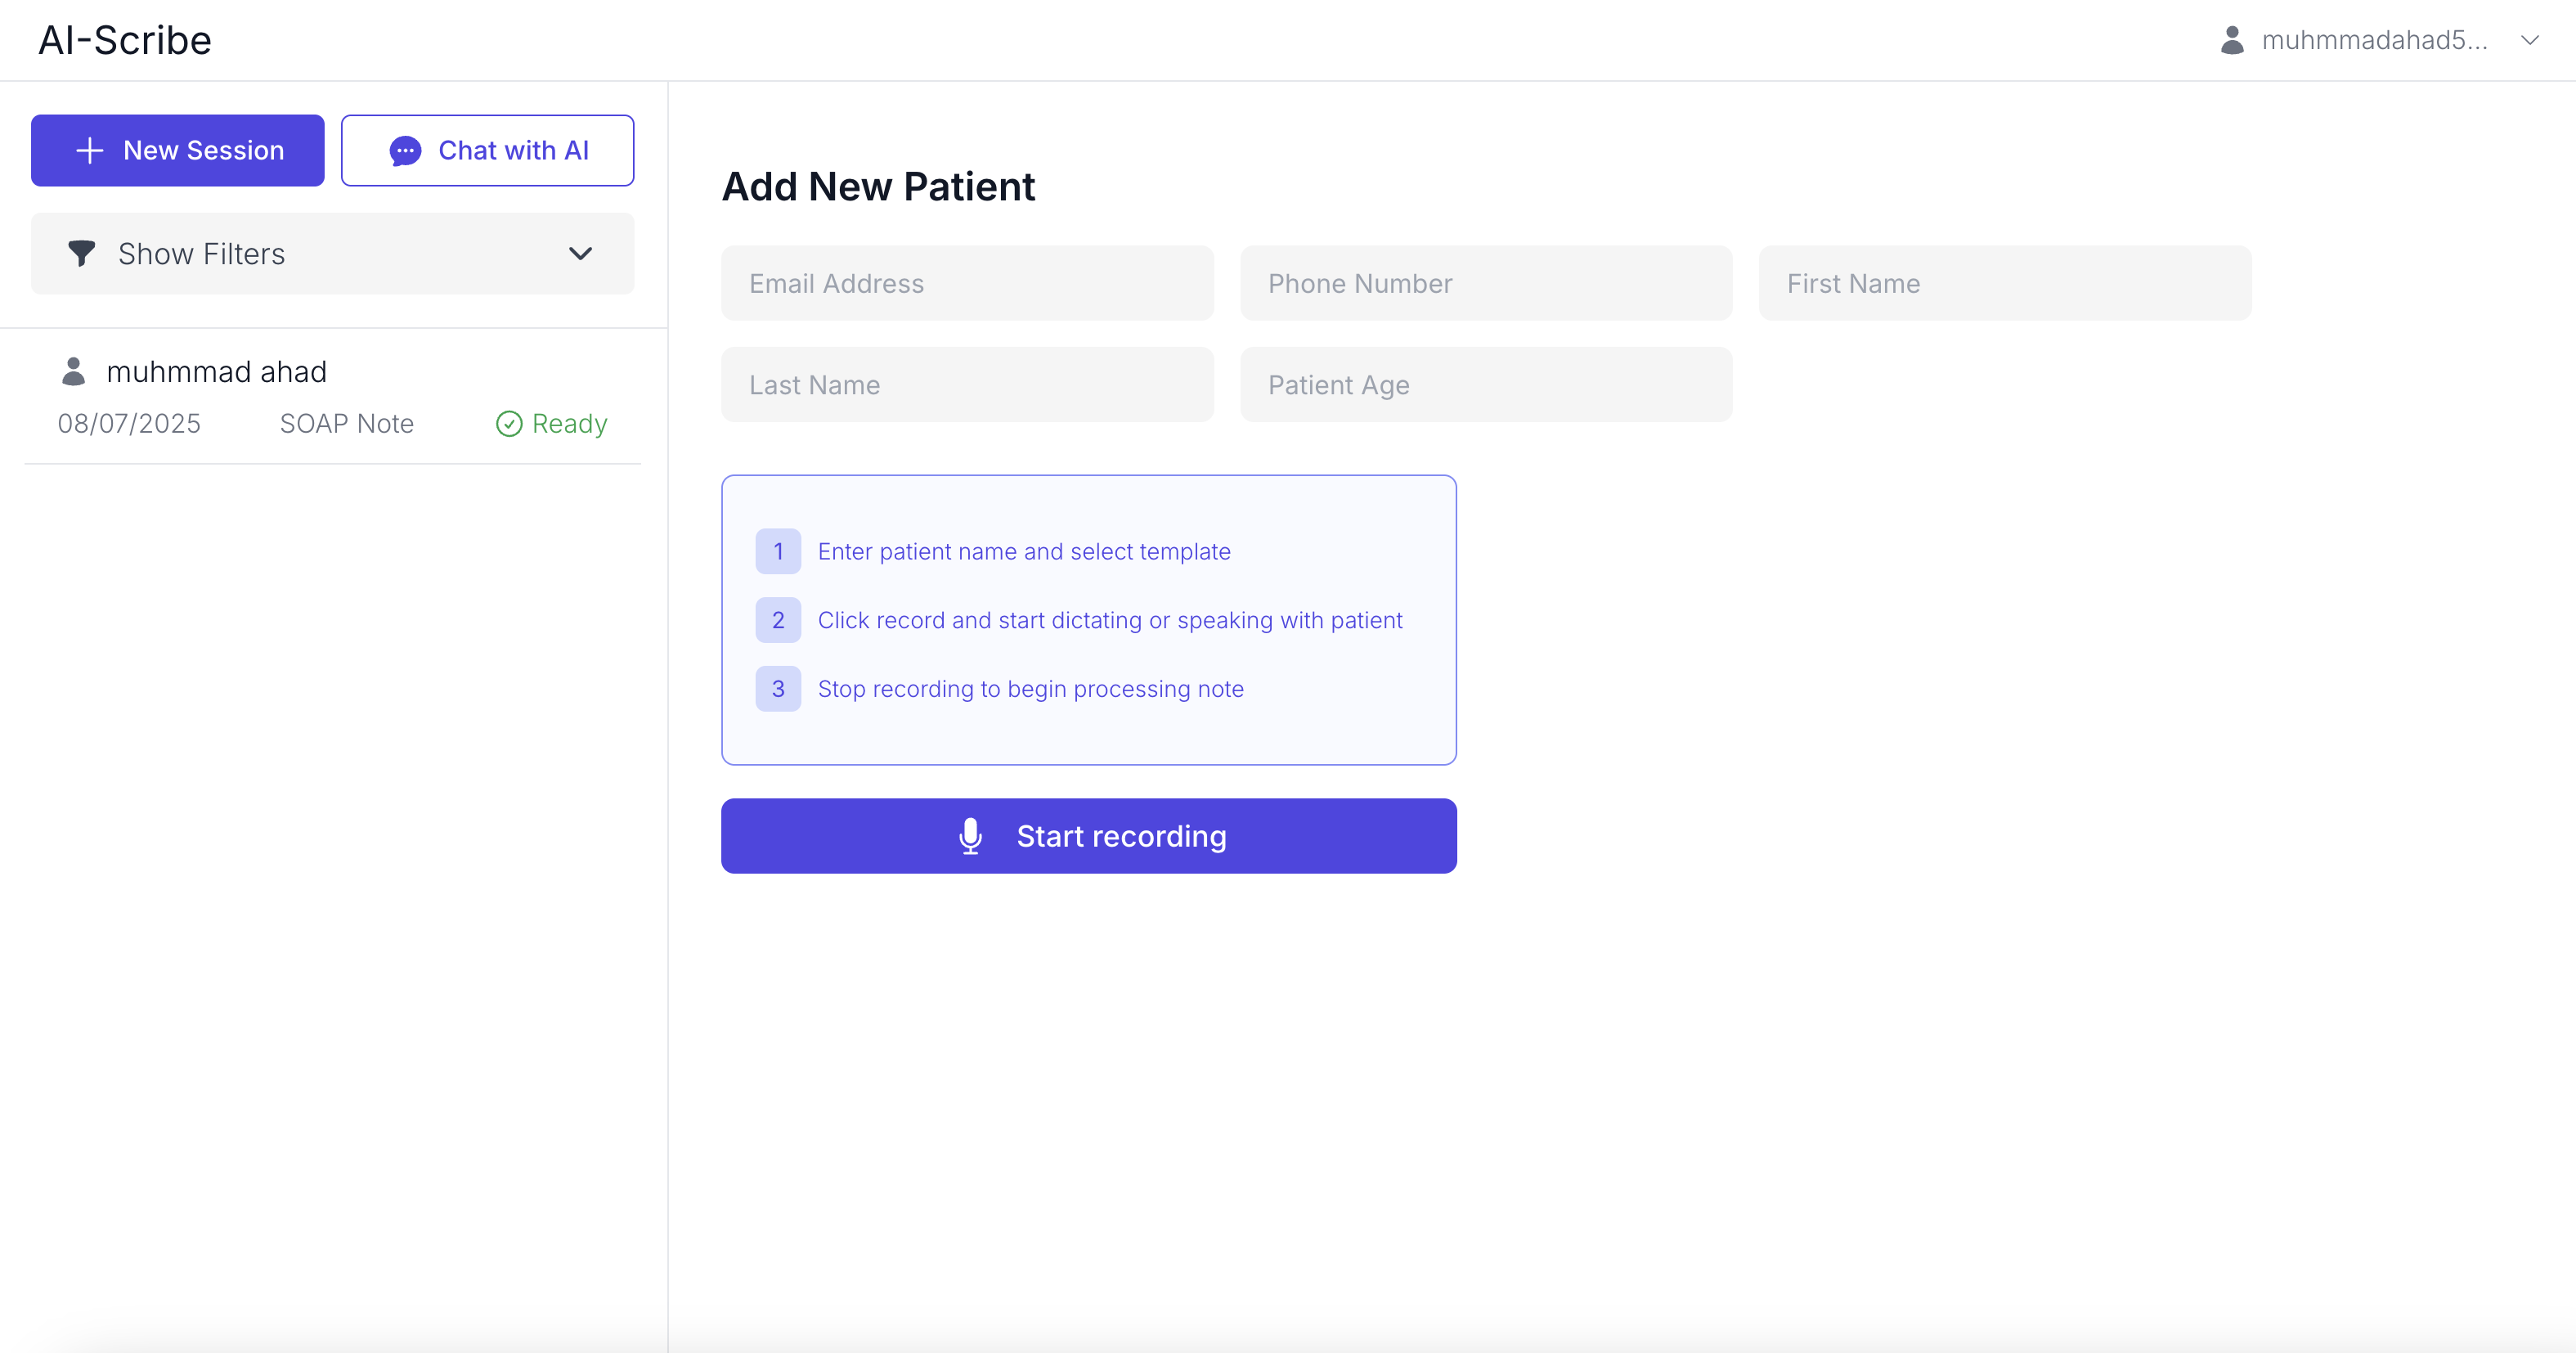 AI-Scribe
muhmmadahad5...
New Session
Chat with AI
Show Filters
muhmmad ahad
08/07/2025 SOAP Note Ready
Add New Patient
Email Address
Phone Number
First Name
Last Name
Patient Age
1 Enter patient name and select template
2 Click record and start dictating or speaking with patient
3 Stop recording to begin processing note
Start recording